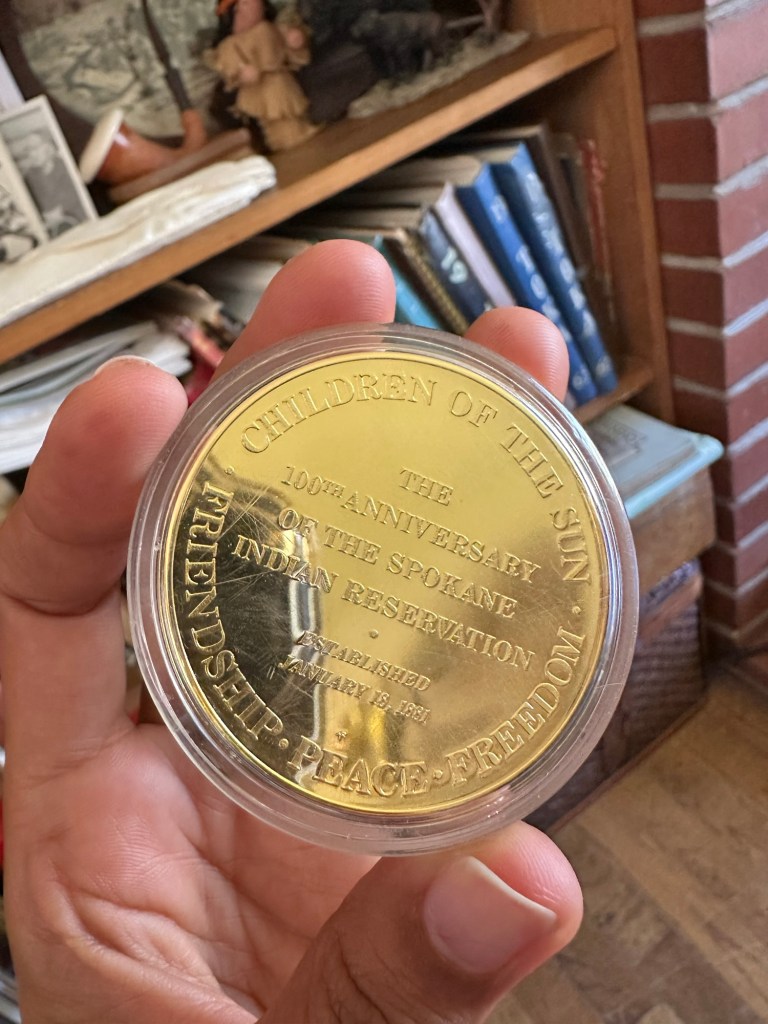 CHILDREN OF THE SUN
THE
100TH ANNIVERSARY
OF THE SPOKANE
INDIAN RESERVATION
ESTABLISHED
JANUARY 18, 1881
· FRIENDSHIP · PEACE · FREEDOM ·
19